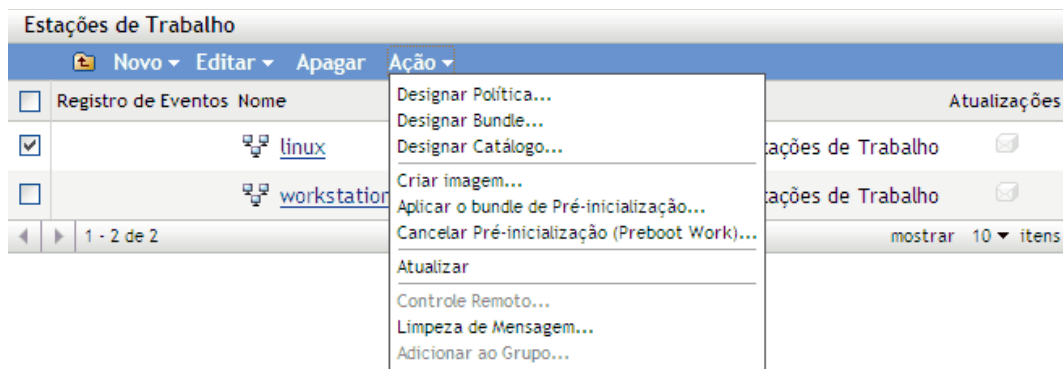 Estações de Trabalho
Novo Editar Apagar Ação
Registro de Eventos Nome Atualizações
linux tações de Trabalho
workstation tações de Trabalho
1 - 2 de 2 mostrar 10 itens
Designar Política...
Designar Bundle...
Designar Catálogo...
Criar imagem...
Aplicar o bundle de Pré-inicialização...
Cancelar Pré-inicialização (Preboot Work)...
Atualizar
Controle Remoto...
Limpeza de Mensagem...
Adicionar ao Grupo...